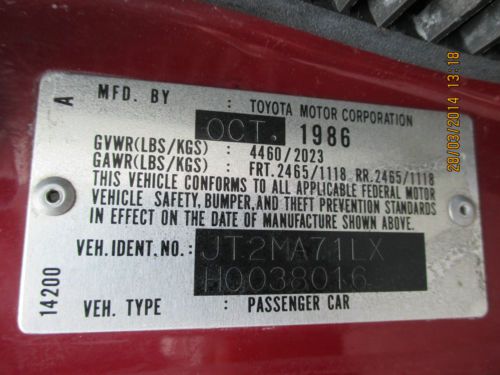 A
MFD. BY : TOYOTA MOTOR CORPORATION
OCT. 1986
GVWR(LBS/KGS) : 4460/2023
GAWR(LBS/KGS) : FRT. 2465/1118 RR. 2465/1118
THIS VEHICLE CONFORMS TO ALL APPLICABLE FEDERAL MOTOR
VEHICLE SAFETY, BUMPER, AND THEFT PREVENTION STANDARDS
IN EFFECT ON THE DATE OF MANUFACTURE SHOWN ABOVE.
VEH. IDENT. NO. : JT2MA71LX
H0038016
VEH. TYPE : PASSENGER CAR
14200
28/03/2014 13:18